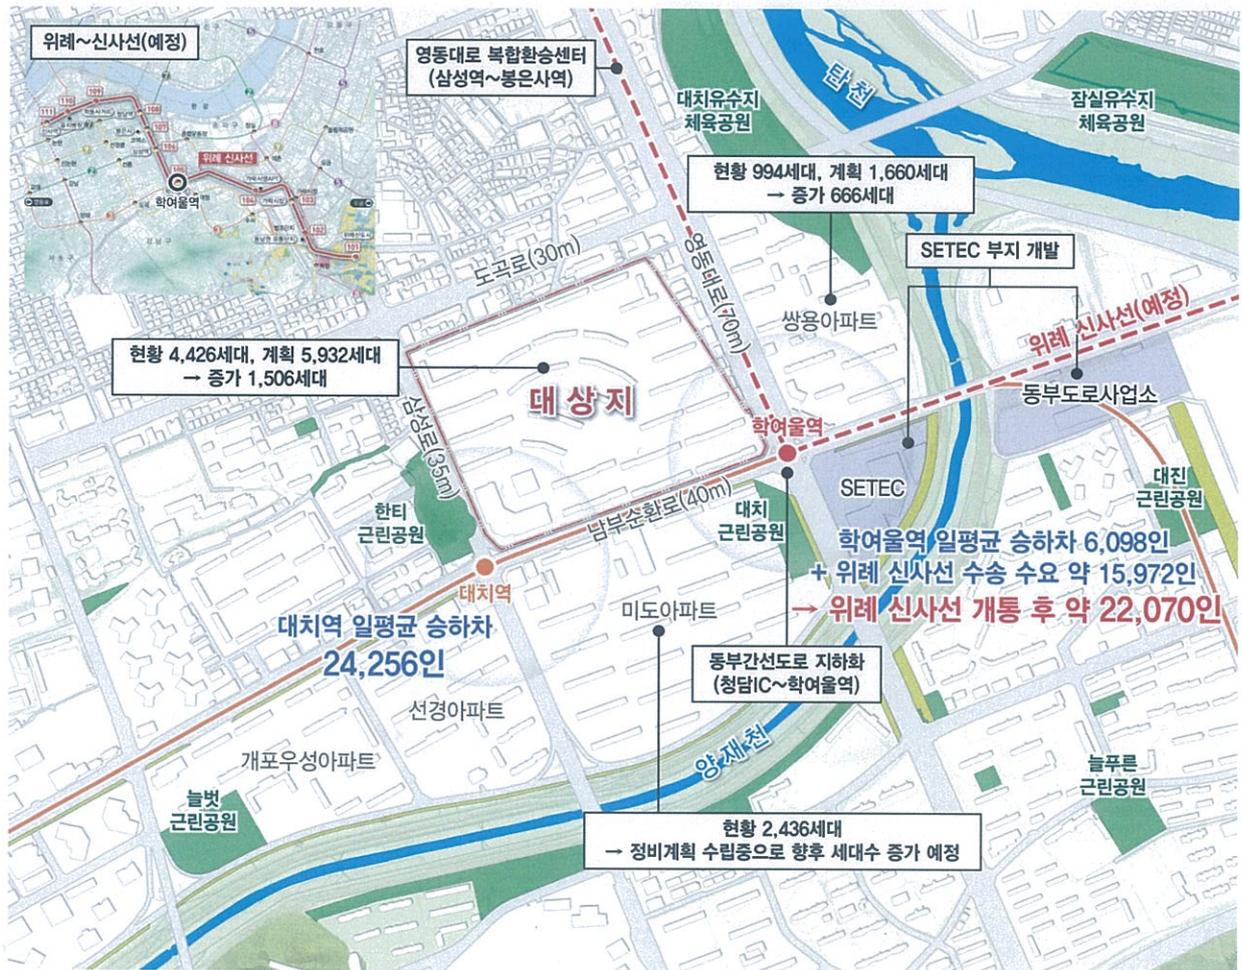 위례~신사선(예정)
111
110
109
108
107
106
105
위례 신사선
학여울역
104
103
102
101
영동대로 복합환승센터
(삼성역~봉은사역)
대치유수지
체육공원
탄천
잠실유수지
체육공원
현황 994세대, 계획 1,660세대
→ 증가 666세대
SETEC 부지 개발
도곡로(30m)
영동대로(70m)
쌍용아파트
위례 신사선(예정)
현황 4,426세대, 계획 5,932세대
→ 증가 1,506세대
대상지
동부도로사업소
삼성로(35m)
학여울역
SETEC
대진
근린공원
한티
근린공원
남부순환로(40m)
대치
근린공원
학여울역 일평균 승하차 6,098인
+ 위례 신사선 수송 수요 약 15,972인
→ 위례 신사선 개통 후 약 22,070인
대치역
미도아파트
대치역 일평균 승하차
24,256인
동부간선도로 지하화
(청담IC~학여울역)
선경아파트
개포우성아파트
양재천
늘푸른
근린공원
늘벗
근린공원
현황 2,436세대
→ 정비계획 수립중으로 향후 세대수 증가 예정